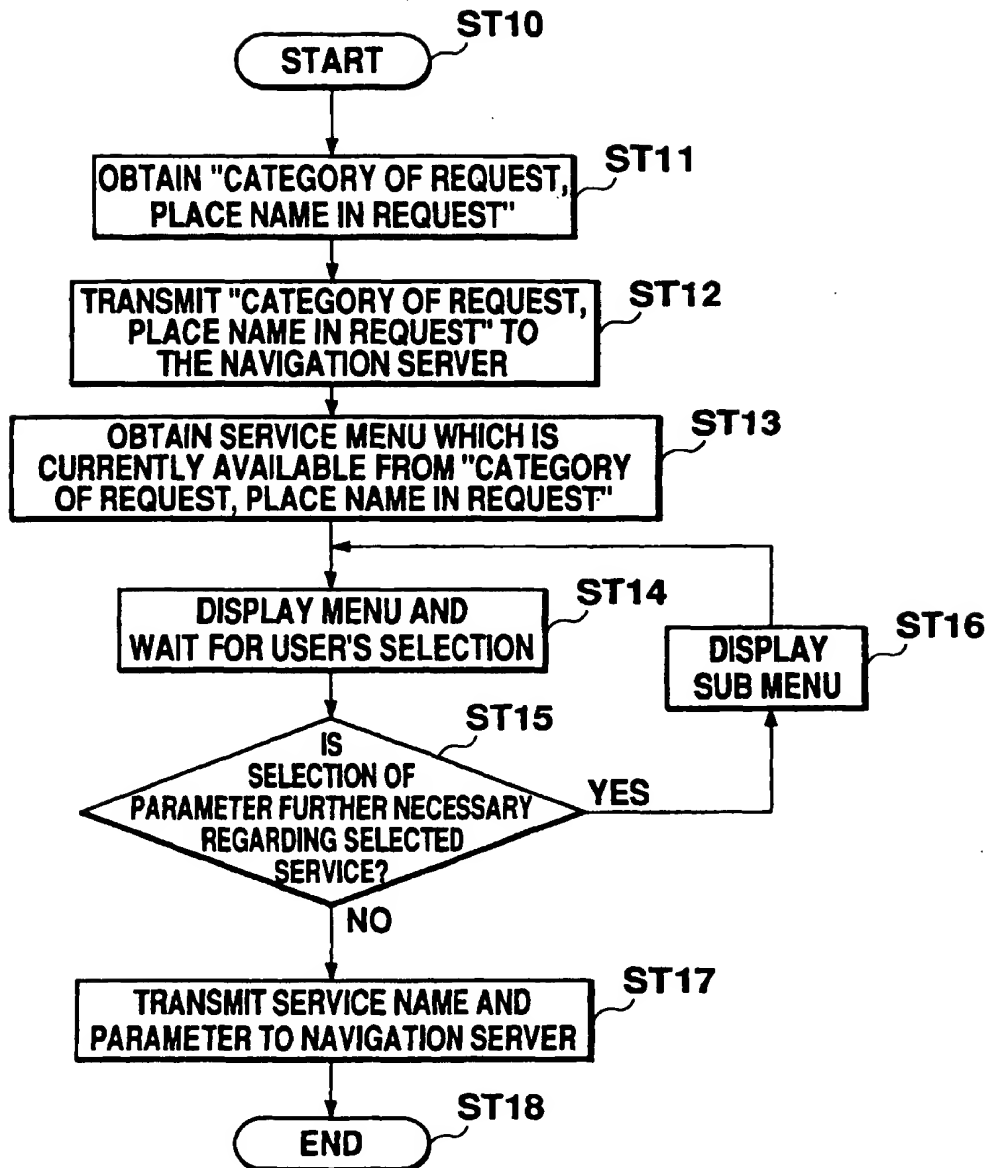 ST10
START
ST11
OBTAIN "CATEGORY OF REQUEST,
PLACE NAME IN REQUEST"
ST12
TRANSMIT "CATEGORY OF REQUEST,
PLACE NAME IN REQUEST" TO
THE NAVIGATION SERVER
ST13
OBTAIN SERVICE MENU WHICH IS
CURRENTLY AVAILABLE FROM "CATEGORY
OF REQUEST, PLACE NAME IN REQUEST"
ST14
DISPLAY MENU AND
WAIT FOR USER'S SELECTION
ST16
DISPLAY
SUB MENU
ST15
IS
SELECTION OF
PARAMETER FURTHER NECESSARY
REGARDING SELECTED
SERVICE?
YES
NO
ST17
TRANSMIT SERVICE NAME AND
PARAMETER TO NAVIGATION SERVER
ST18
END